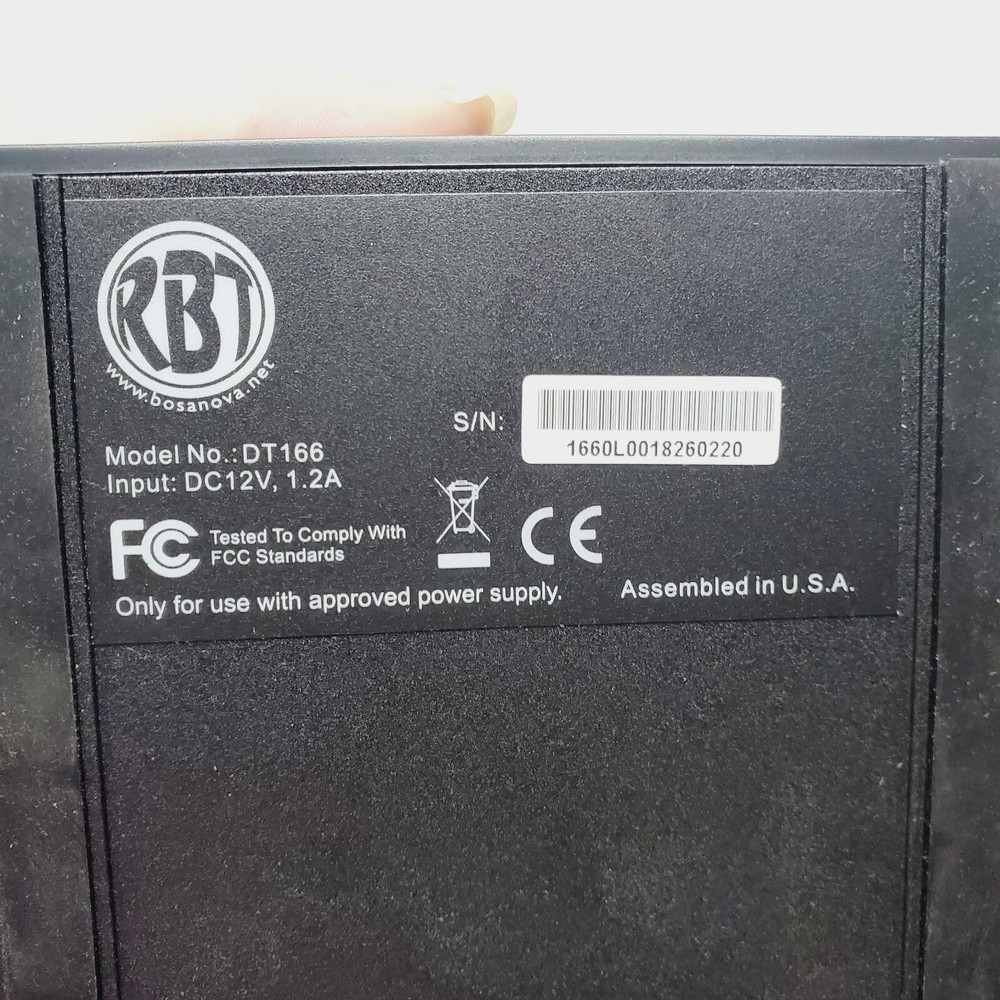 RBT
www.bosanova.net
S/N:
1660L0018260220
Model No.: DT166
Input: DC12V, 1.2A
FC Tested To Comply With
FCC Standards
CE
Only for use with approved power supply.
Assembled in U.S.A.